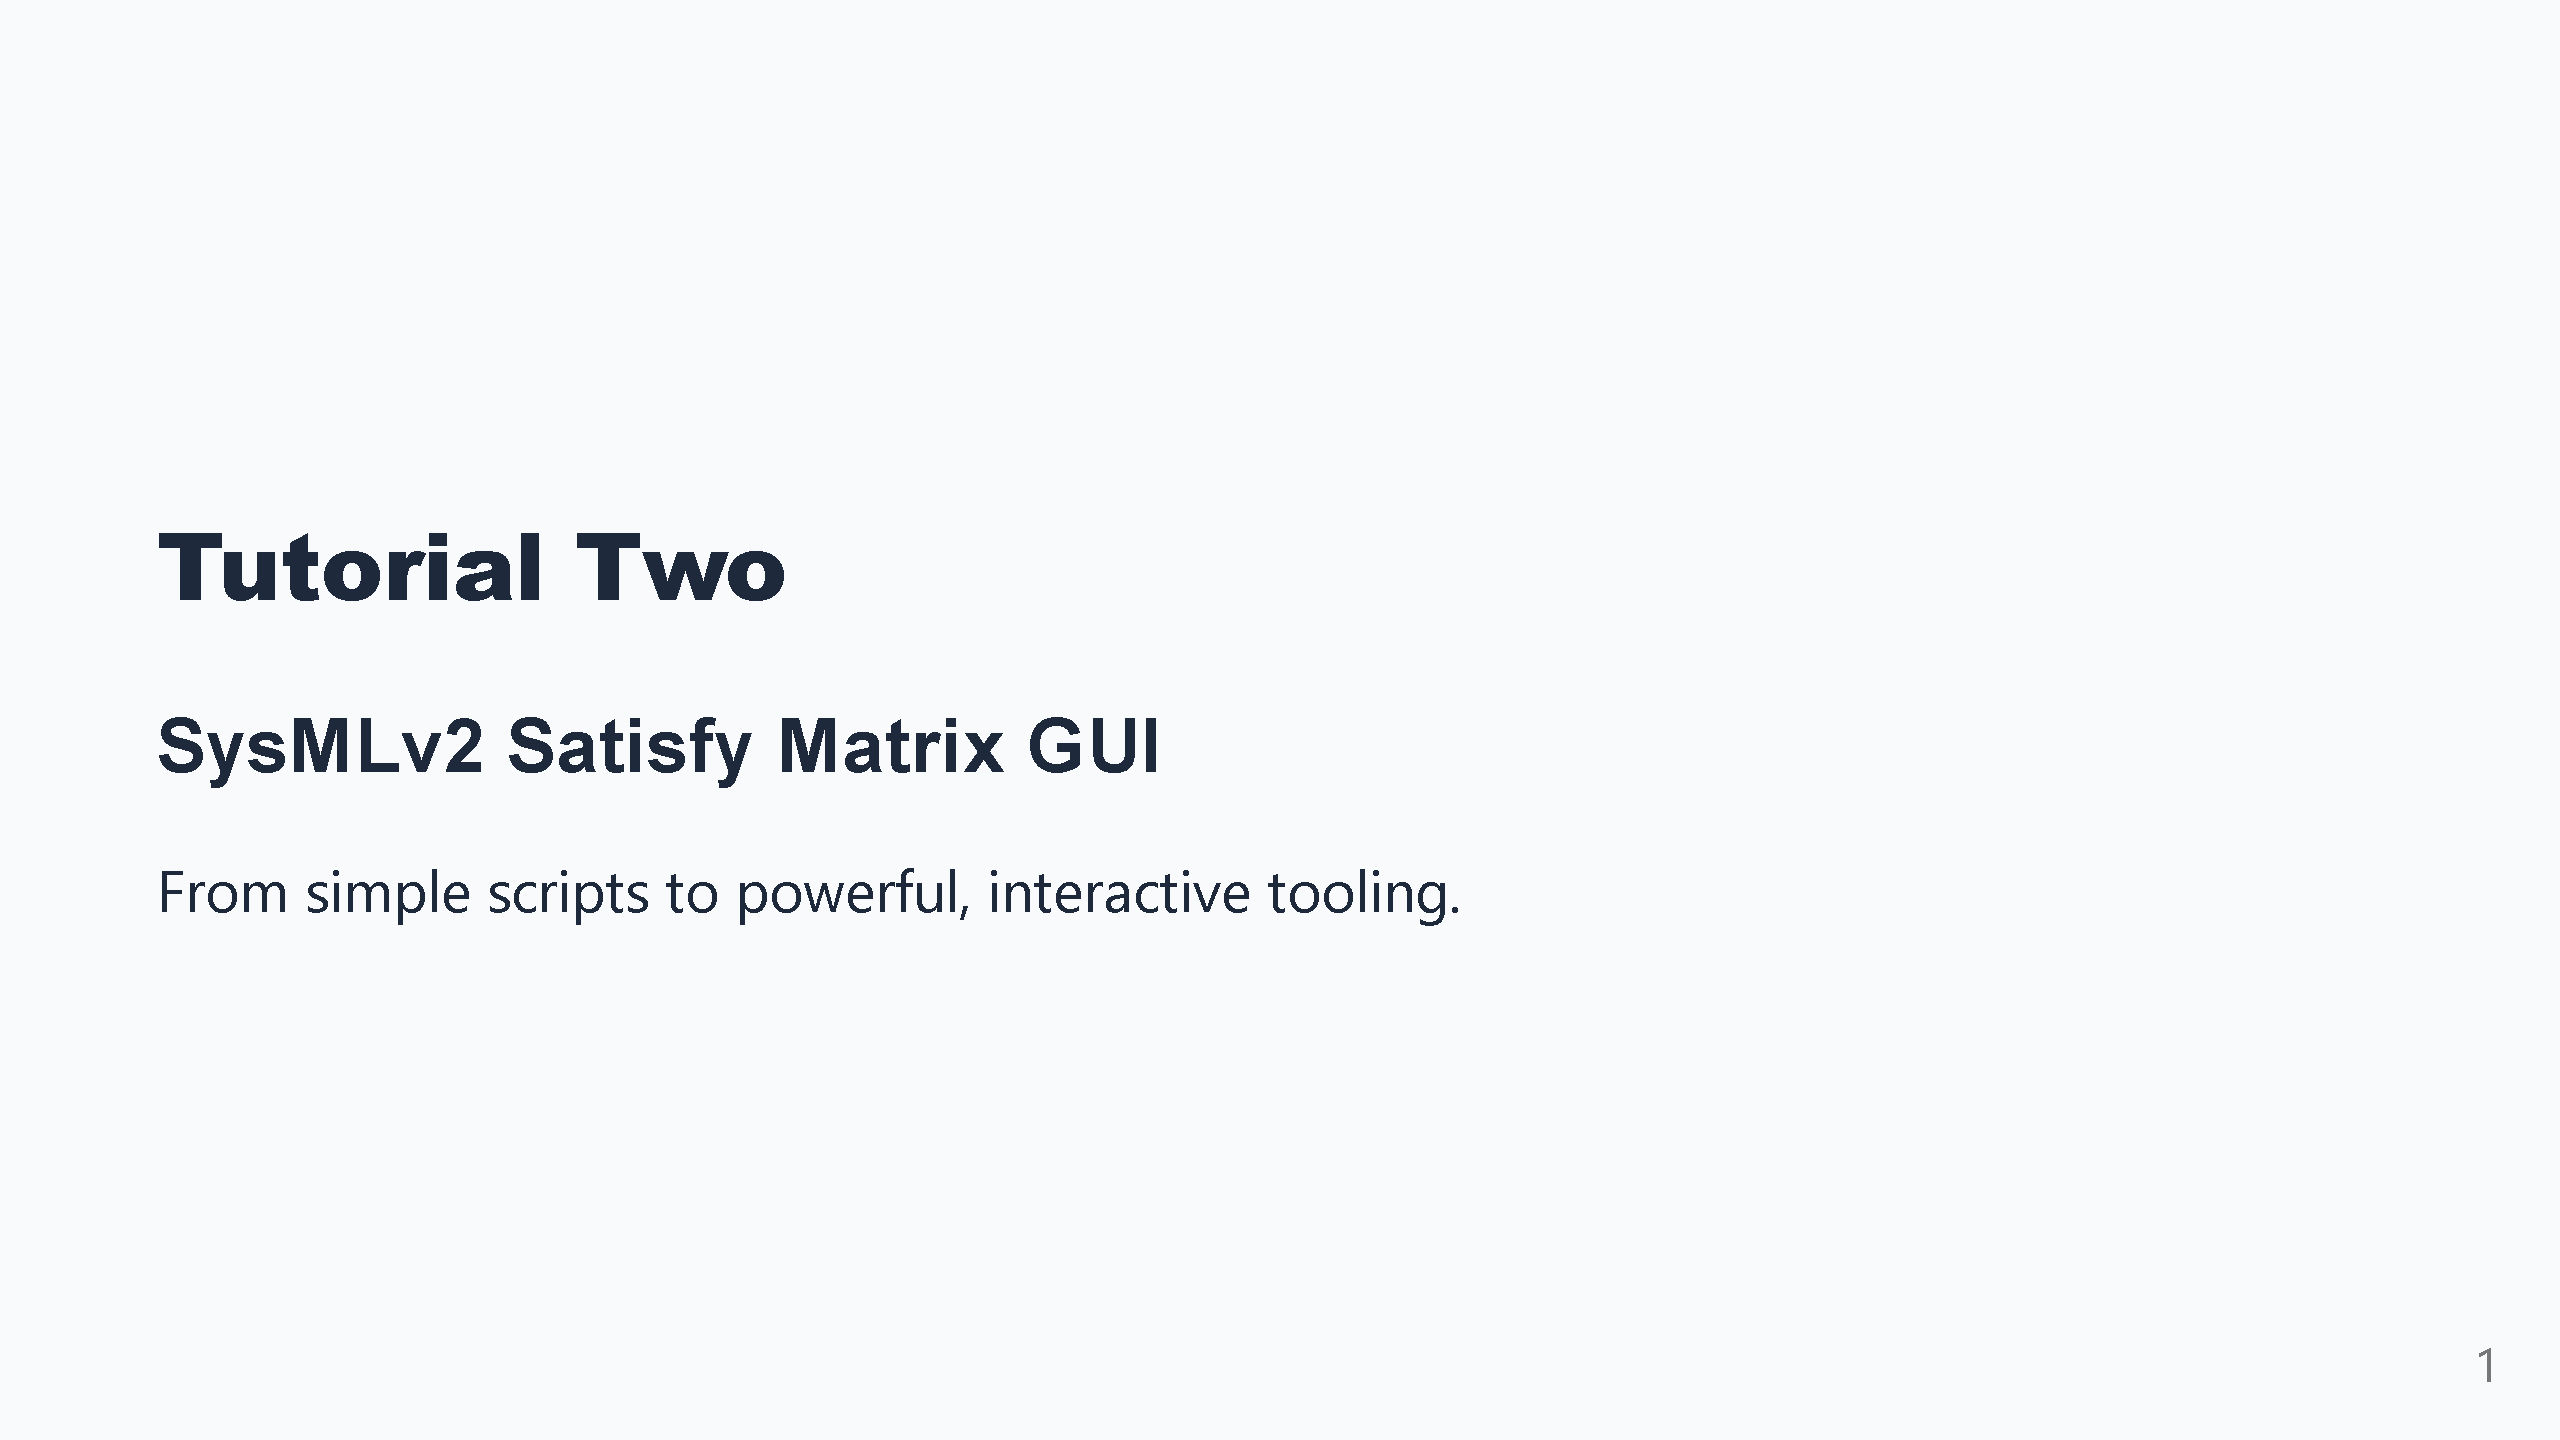 Tutorial Two
SysMLv2 Satisfy Matrix GUI
From simple scripts to powerful, interactive tooling.
1